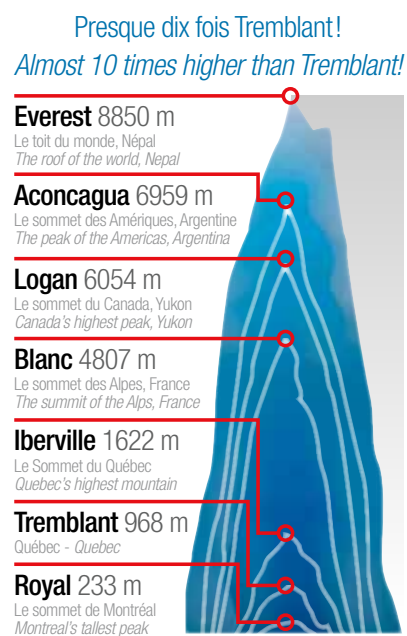 Presque dix fois Tremblant!
Almost 10 times higher than Tremblant!
Everest 8850 m
Le toit du monde, Népal
The roof of the world, Nepal
Aconcagua 6959 m
Le sommet des Amériques, Argentine
The peak of the Americas, Argentina
Logan 6054 m
Le sommet du Canada, Yukon
Canada's highest peak, Yukon
Blanc 4807 m
Le sommet des Alpes, France
The summit of the Alps, France
Iberville 1622 m
Le Sommet du Québec
Quebec's highest mountain
Tremblant 968 m
Québec - Quebec
Royal 233 m
Le sommet de Montréal
Montreal's tallest peak